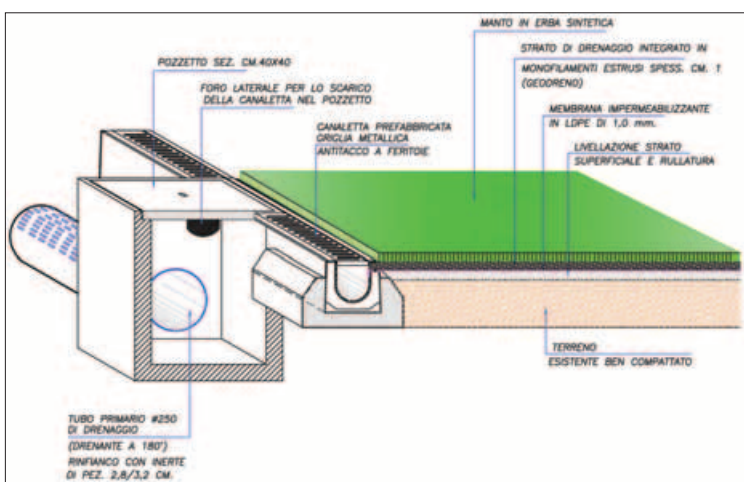 MANTO IN ERBA SINTETICA
STRATO DI DRENAGGIO INTEGRATO IN
MONOFILAMENTI ESTRUSI SPESS. CM. 1
(GEODRENO)
POZZETTO SEZ. CM.40X40
FORO LATERALE PER LO SCARICO
DELLA CANALETTA NEL POZZETTO
MEMBRANA IMPERMEABILIZZANTE
IN LDPE DI 1,0 mm.
CANALETTA PREFABBRICATA
GRIGLIA METALLICA
ANTITACCO A FERITOIE
LIVELLAZIONE STRATO
SUPERFICIALE E RULLATURA
TERRENO
ESISTENTE BEN COMPATTATO
TUBO PRIMARIO #250
DI DRENAGGIO
(DRENANTE A 180°)
RINFIANCO CON INERTE
DI PEZ. 2,8/3,2 CM.